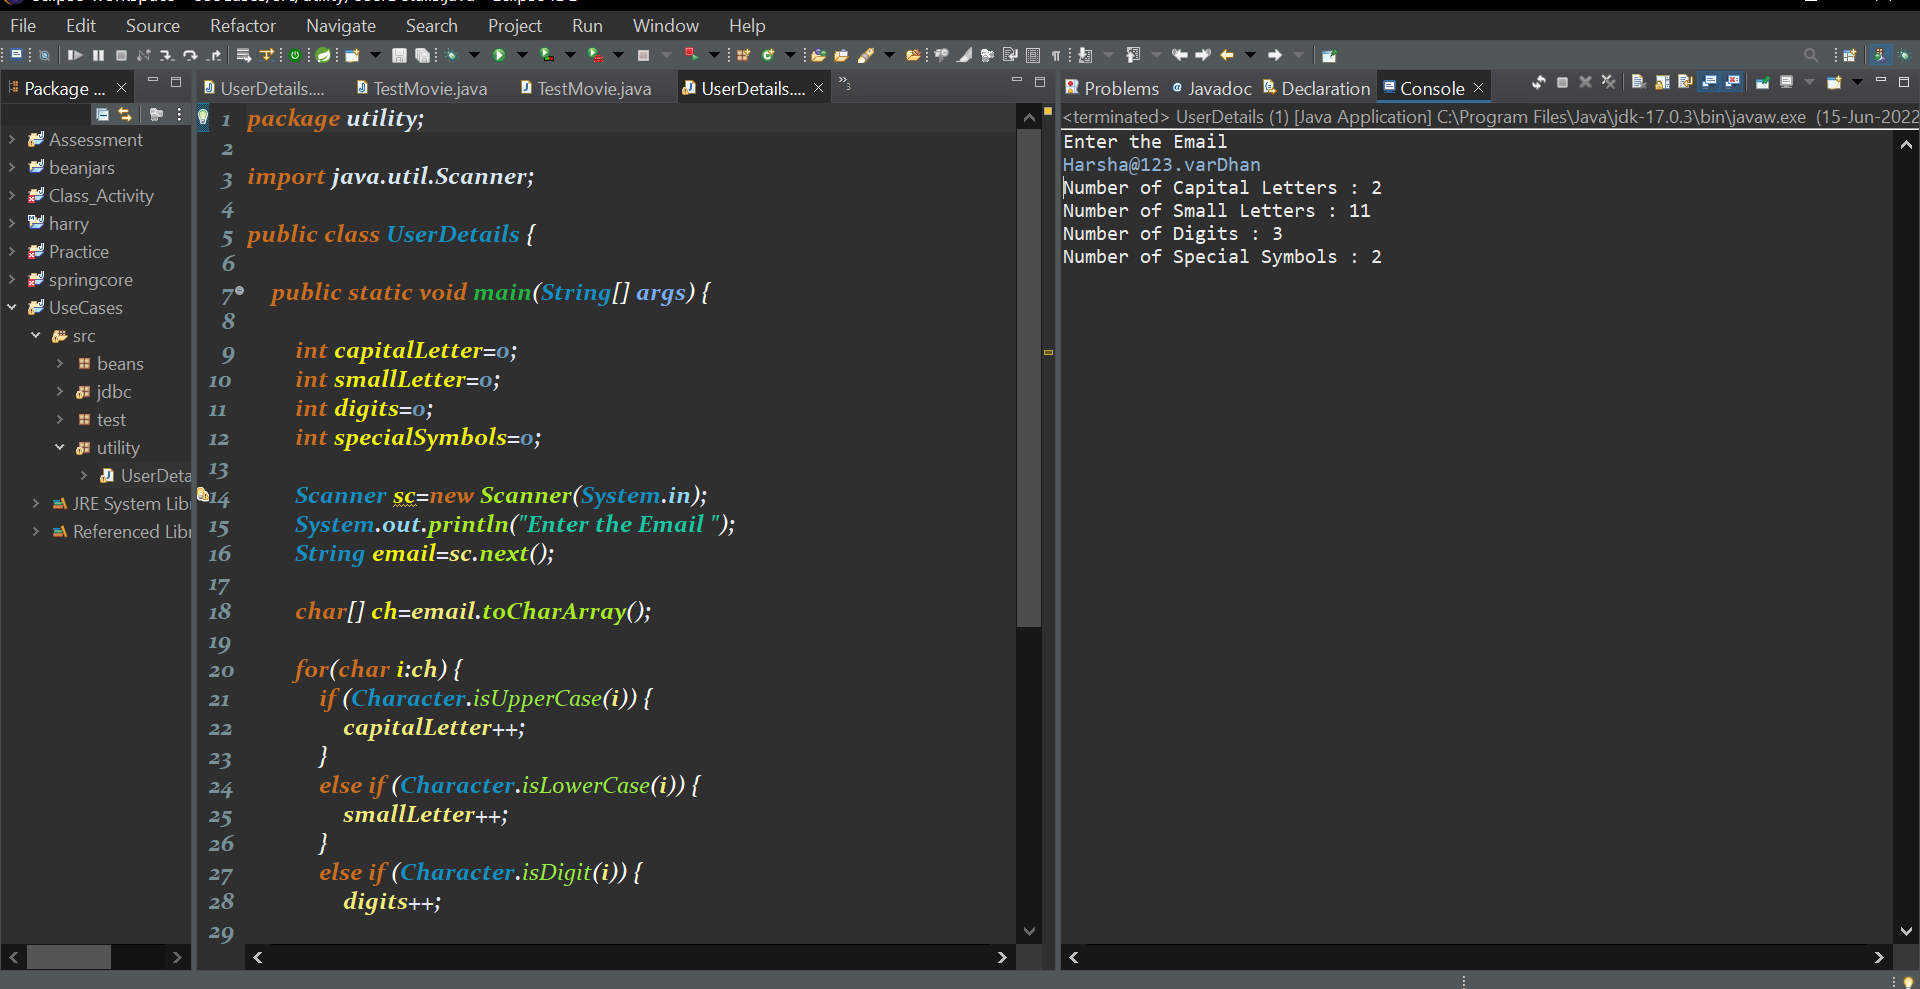 File Edit Source Refactor Navigate Search Project Run Window Help
Package ...
UserDetails.... TestMovie.java TestMovie.java UserDetails.... 3
Problems Javadoc Declaration Console
Assessment
beanjars
Class_Activity
harry
Practice
springcore
UseCases
src
beans
jdbc
test
utility
UserDeta
JRE System Libr
Referenced Libr
1 package utility;
2
3 import java.util.Scanner;
4
5 public class UserDetails {
6
7 public static void main(String[] args) {
8
9 int capitalLetter=0;
10 int smallLetter=0;
11 int digits=0;
12 int specialSymbols=0;
13
14 Scanner sc=new Scanner(System.in);
15 System.out.println("Enter the Email ");
16 String email=sc.next();
17
18 char[] ch=email.toCharArray();
19
20 for(char i:ch) {
21 if (Character.isUpperCase(i)) {
22 capitalLetter++;
23 }
24 else if (Character.isLowerCase(i)) {
25 smallLetter++;
26 }
27 else if (Character.isDigit(i)) {
28 digits++;
29
<terminated> UserDetails (1) [Java Application] C:\Program Files\Java\jdk-17.0.3\bin\javaw.exe (15-Jun-2022
Enter the Email
Harsha@123.varDhan
Number of Capital Letters : 2
Number of Small Letters : 11
Number of Digits : 3
Number of Special Symbols : 2